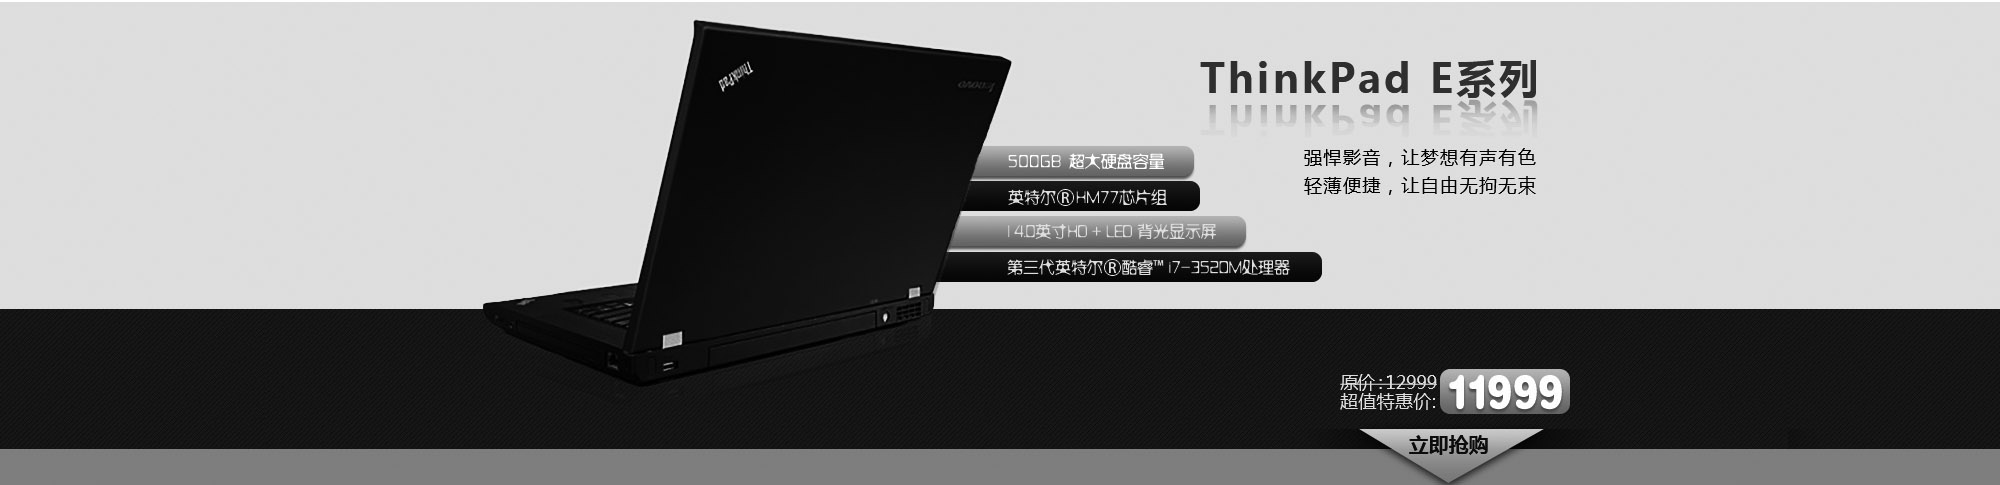 ThinkPad
lenovo
ThinkPad E系列
强悍影音，让梦想有声有色
轻薄便捷，让自由无拘无束
500GB 超大硬盘容量
英特尔®HM77芯片组
14.0英寸HD + LED 背光显示屏
第三代英特尔®酷睿™ i7-3520M处理器
原价:12999
超值特惠价: 11999
立即抢购